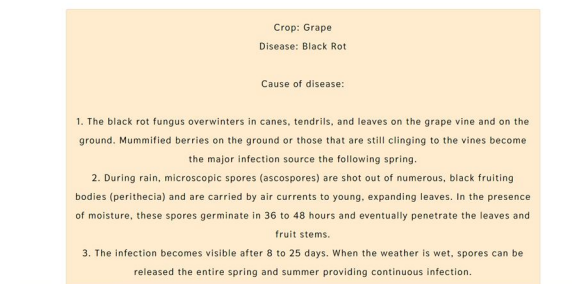 Crop: Grape
Disease: Black Rot
Cause of disease:
1. The black rot fungus overwinters in canes, tendrils, and leaves on the grape vine and on the
ground. Mummified berries on the ground or those that are still clinging to the vines become
the major infection source the following spring.
2. During rain, microscopic spores (ascospores) are shot out of numerous, black fruiting
bodies (perithecia) and are carried by air currents to young, expanding leaves. In the presence
of moisture, these spores germinate in 36 to 48 hours and eventually penetrate the leaves and
fruit stems.
3. The infection becomes visible after 8 to 25 days. When the weather is wet, spores can be
released the entire spring and summer providing continuous infection.